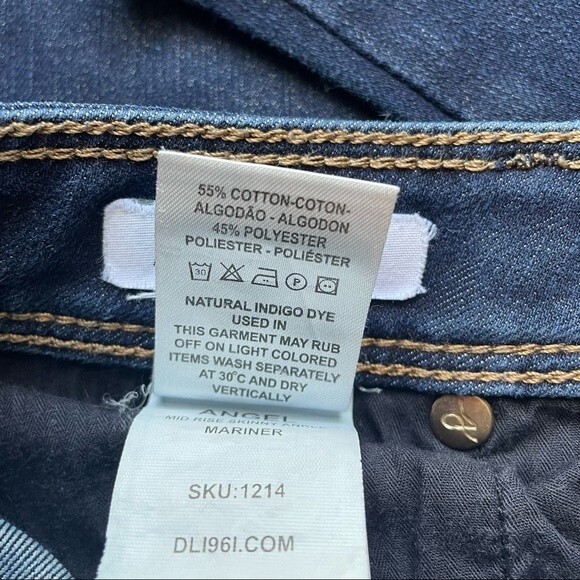 55% COTTON-COTON-
ALGODÃO - ALGODON
45% POLYESTER
POLIESTER - POLIÉSTER
30 P
NATURAL INDIGO DYE
USED IN
THIS GARMENT MAY RUB
OFF ON LIGHT COLORED
ITEMS WASH SEPARATELY
AT 30°C AND DRY
VERTICALLY
ANGEL
MID RISE SKINNY ANKLE
MARINER
SKU:1214
DL1961.COM